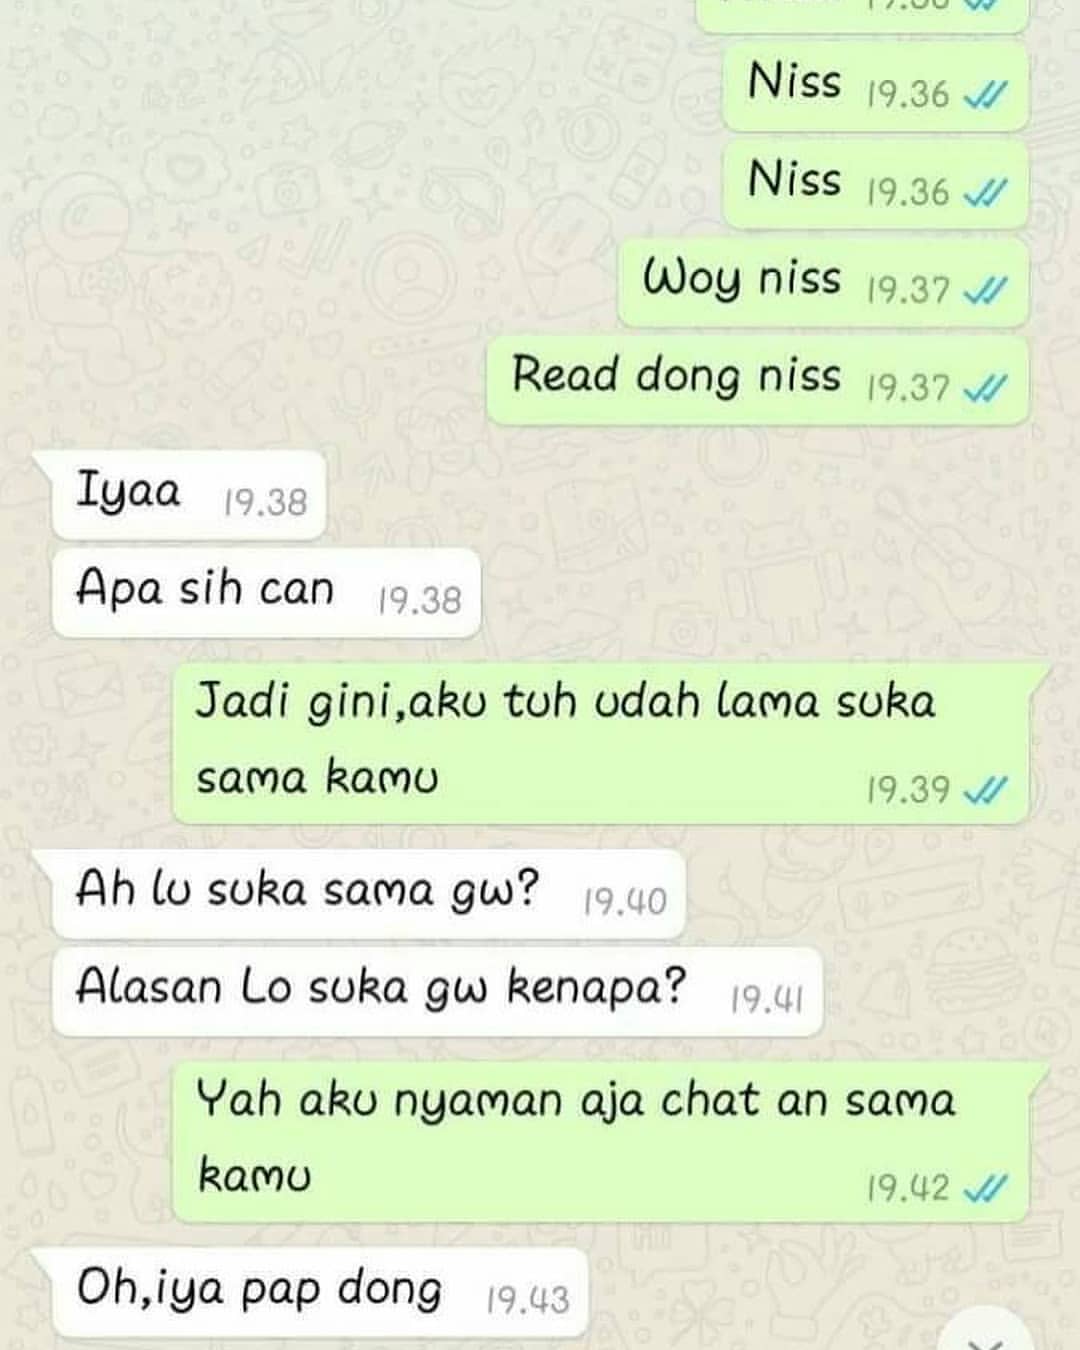 Niss 19.36
Niss 19.36
Woy niss 19.37
Read dong niss 19.37
Iyaa 19.38
Apa sih can 19.38
Jadi gini,aku tuh udah lama suka
sama kamu 19.39
Ah lu suka sama gw? 19.40
Alasan Lo suka gw kenapa? 19.41
Yah aku nyaman aja chat an sama
kamu 19.42
Oh,iya pap dong 19.43